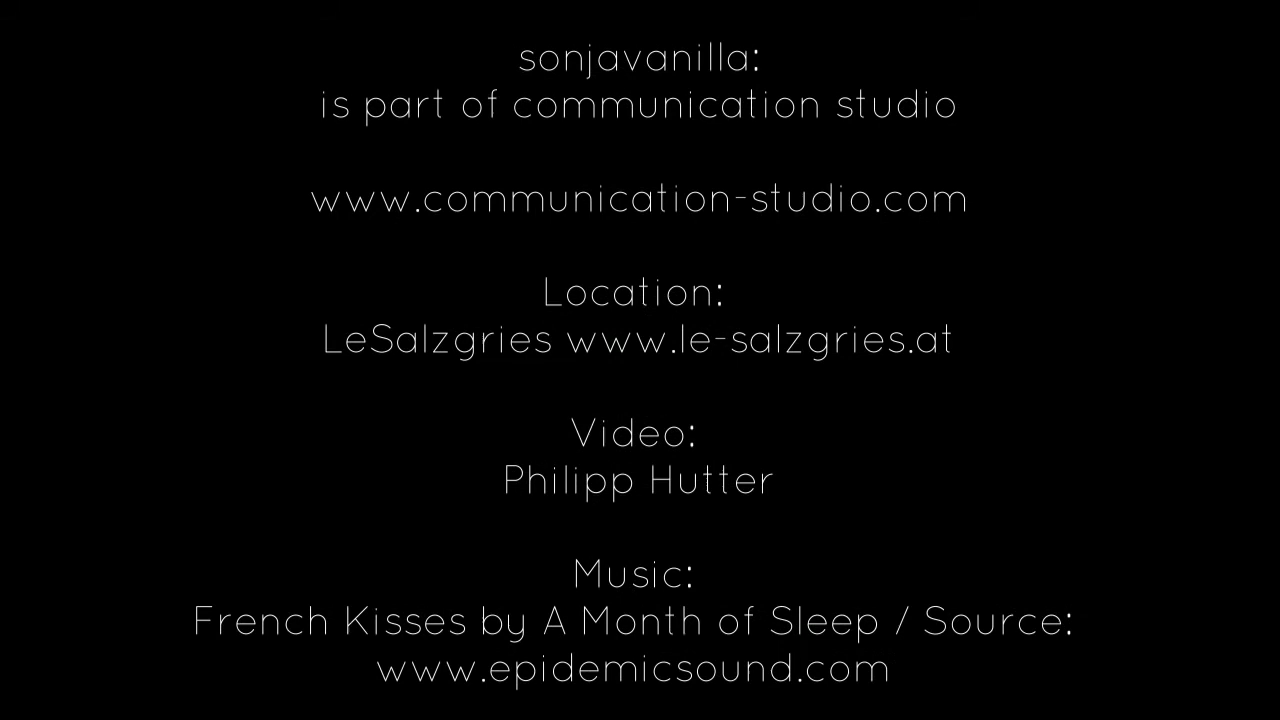 sonjavanilla:
is part of communication studio
www.communication-studio.com
Location:
LeSalzgries www.le-salzgries.at
Video:
Philipp Hutter
Music:
French Kisses by A Month of Sleep / Source:
www.epidemicsound.com